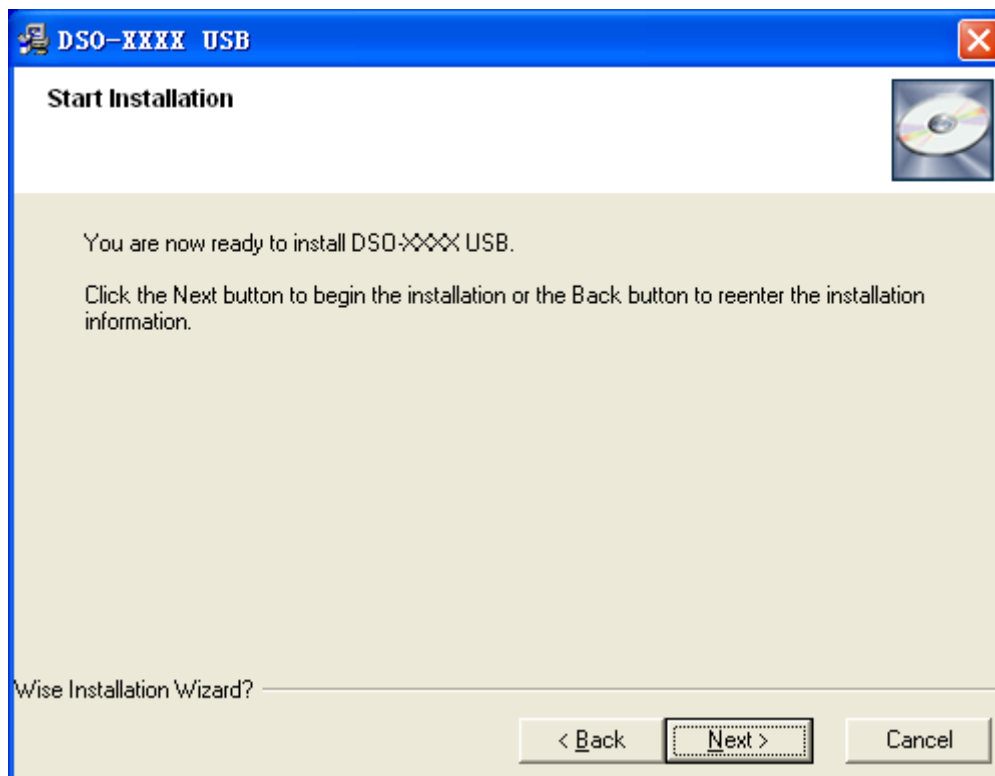 DSO-XXXX USB
Start Installation
You are now ready to install DSO-XXXX USB.
Click the Next button to begin the installation or the Back button to reenter the installation
information.
Wise Installation Wizard?
< Back
Next >
Cancel